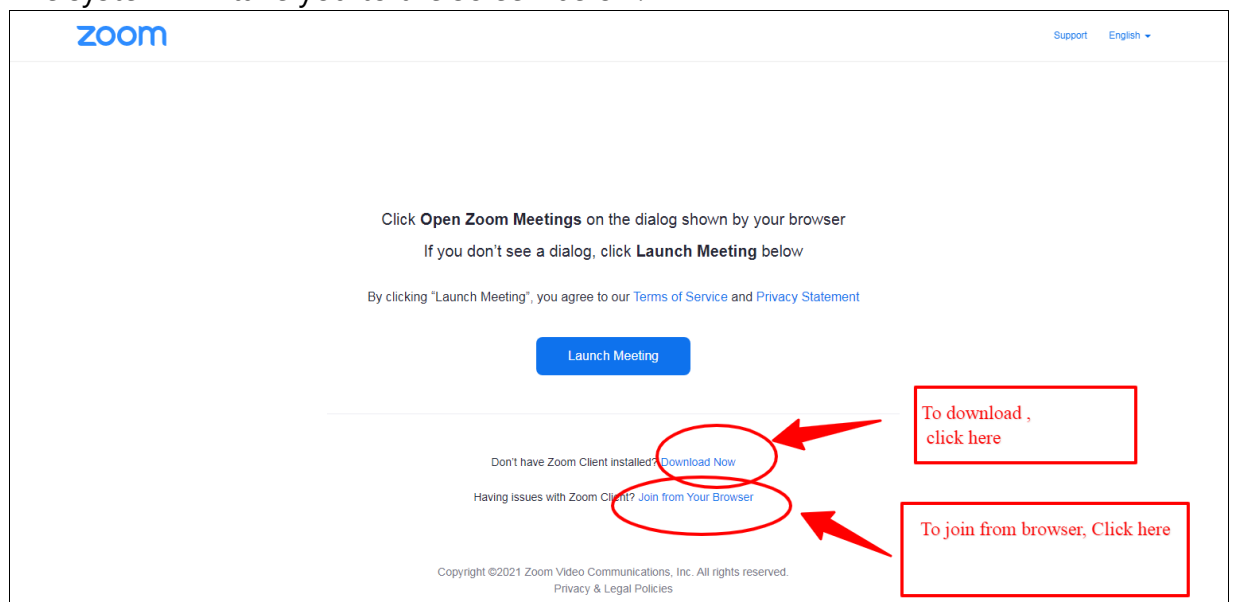 zoom
Support English
Click Open Zoom Meetings on the dialog shown by your browser
If you don't see a dialog, click Launch Meeting below
By clicking "Launch Meeting", you agree to our Terms of Service and Privacy Statement
Launch Meeting
To download ,
click here
Don't have Zoom Client installed? Download Now
Having issues with Zoom Client? Join from Your Browser
To join from browser, Click here
Copyright ©2021 Zoom Video Communications, Inc. All rights reserved.
Privacy & Legal Policies